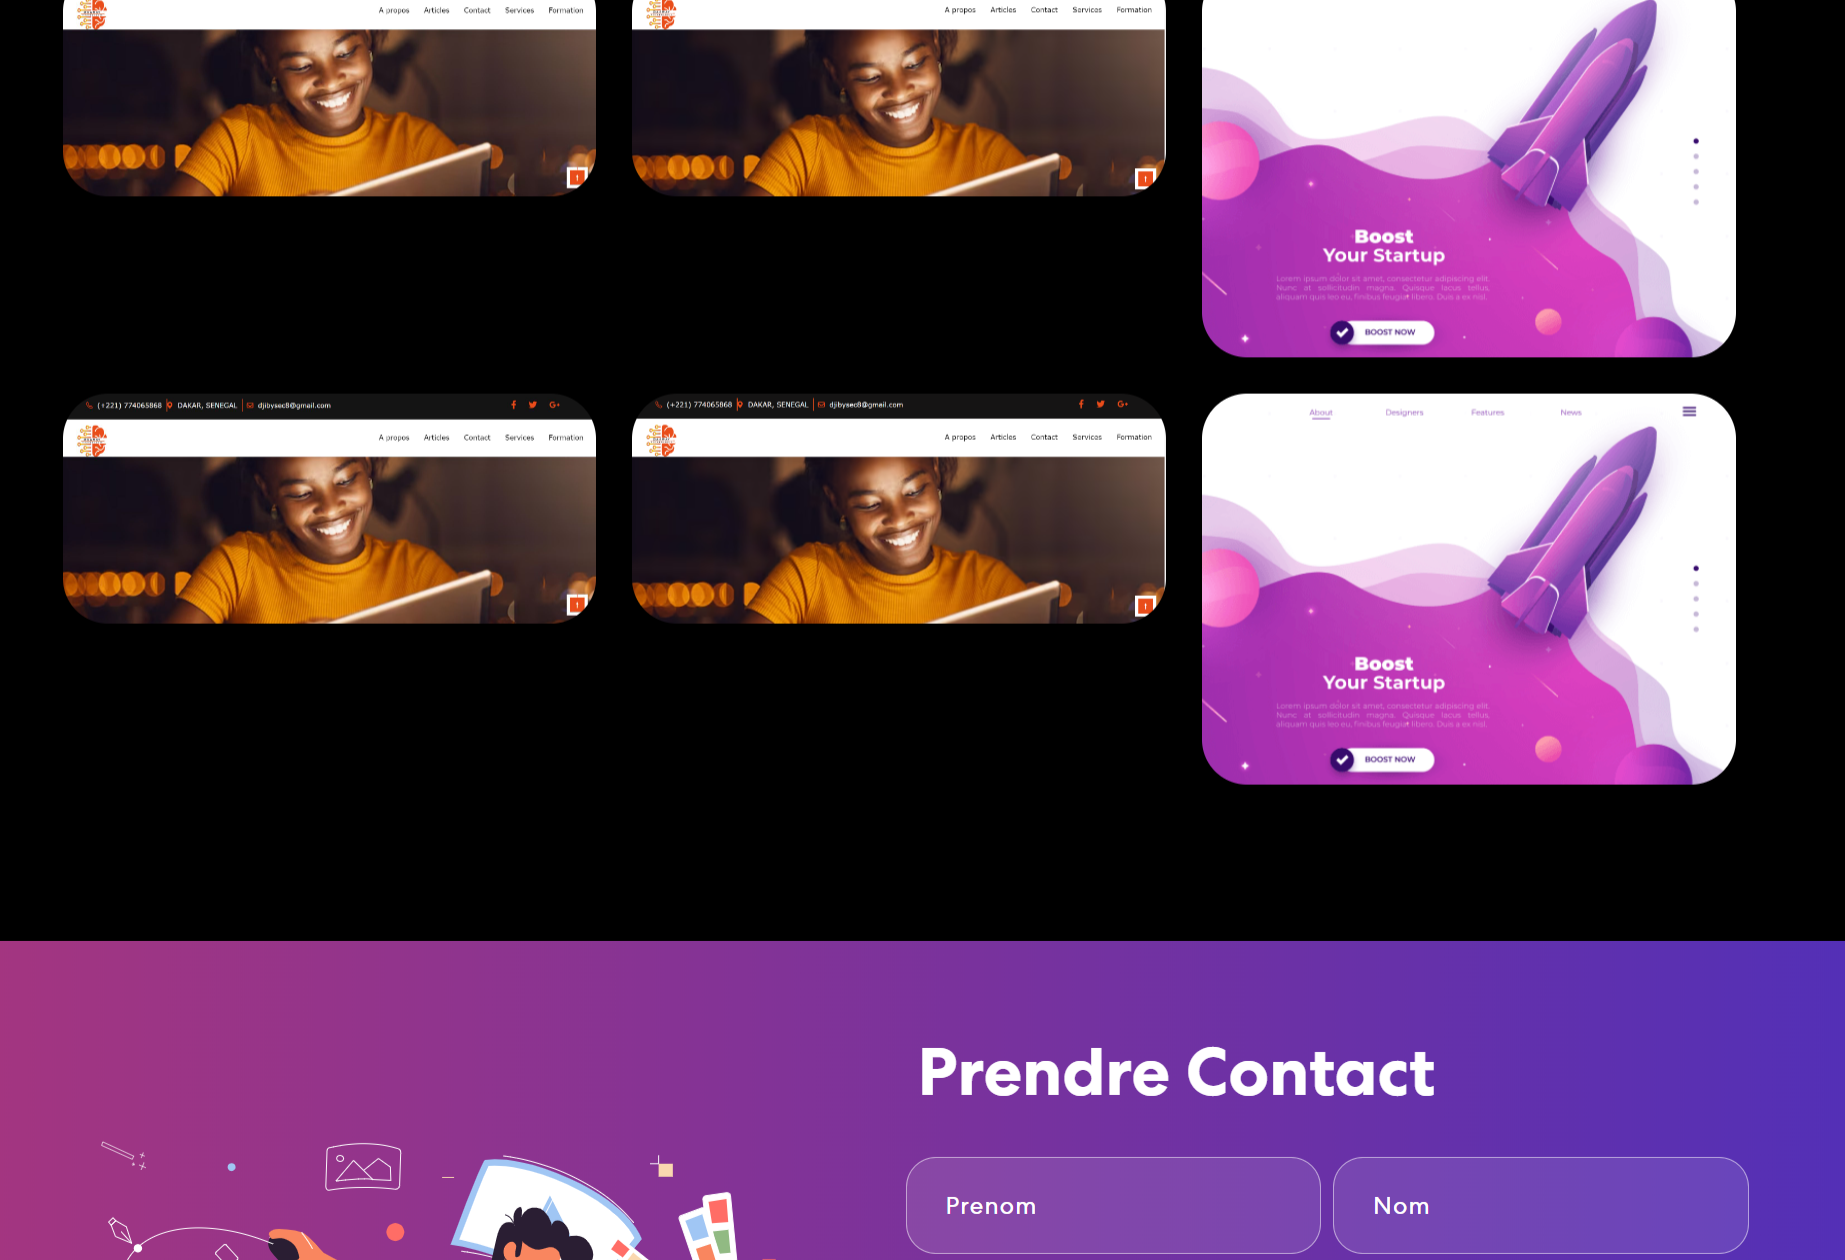 A propos Articles Contact Services Formation
A propos Articles Contact Services Formation
Boost
Your Startup
Lorem ipsum dolor sit amet, consectetur adipiscing elit.
Nunc at sollicitudin magna. Quisque lacus tellus,
aliquam quis leo eu, finibus feugiat libero. Duis a ex nisl.
BOOST NOW
(+221) 774065868 DAKAR, SENEGAL djibysec8@gmail.com
A propos Articles Contact Services Formation
(+221) 774065868 DAKAR, SENEGAL djibysec8@gmail.com
A propos Articles Contact Services Formation
About Designers Features News
Boost
Your Startup
Lorem ipsum dolor sit amet, consectetur adipiscing elit.
Nunc at sollicitudin magna. Quisque lacus tellus,
aliquam quis leo eu, finibus feugiat libero. Duis a ex nisl.
BOOST NOW
Prendre Contact
Prenom
Nom